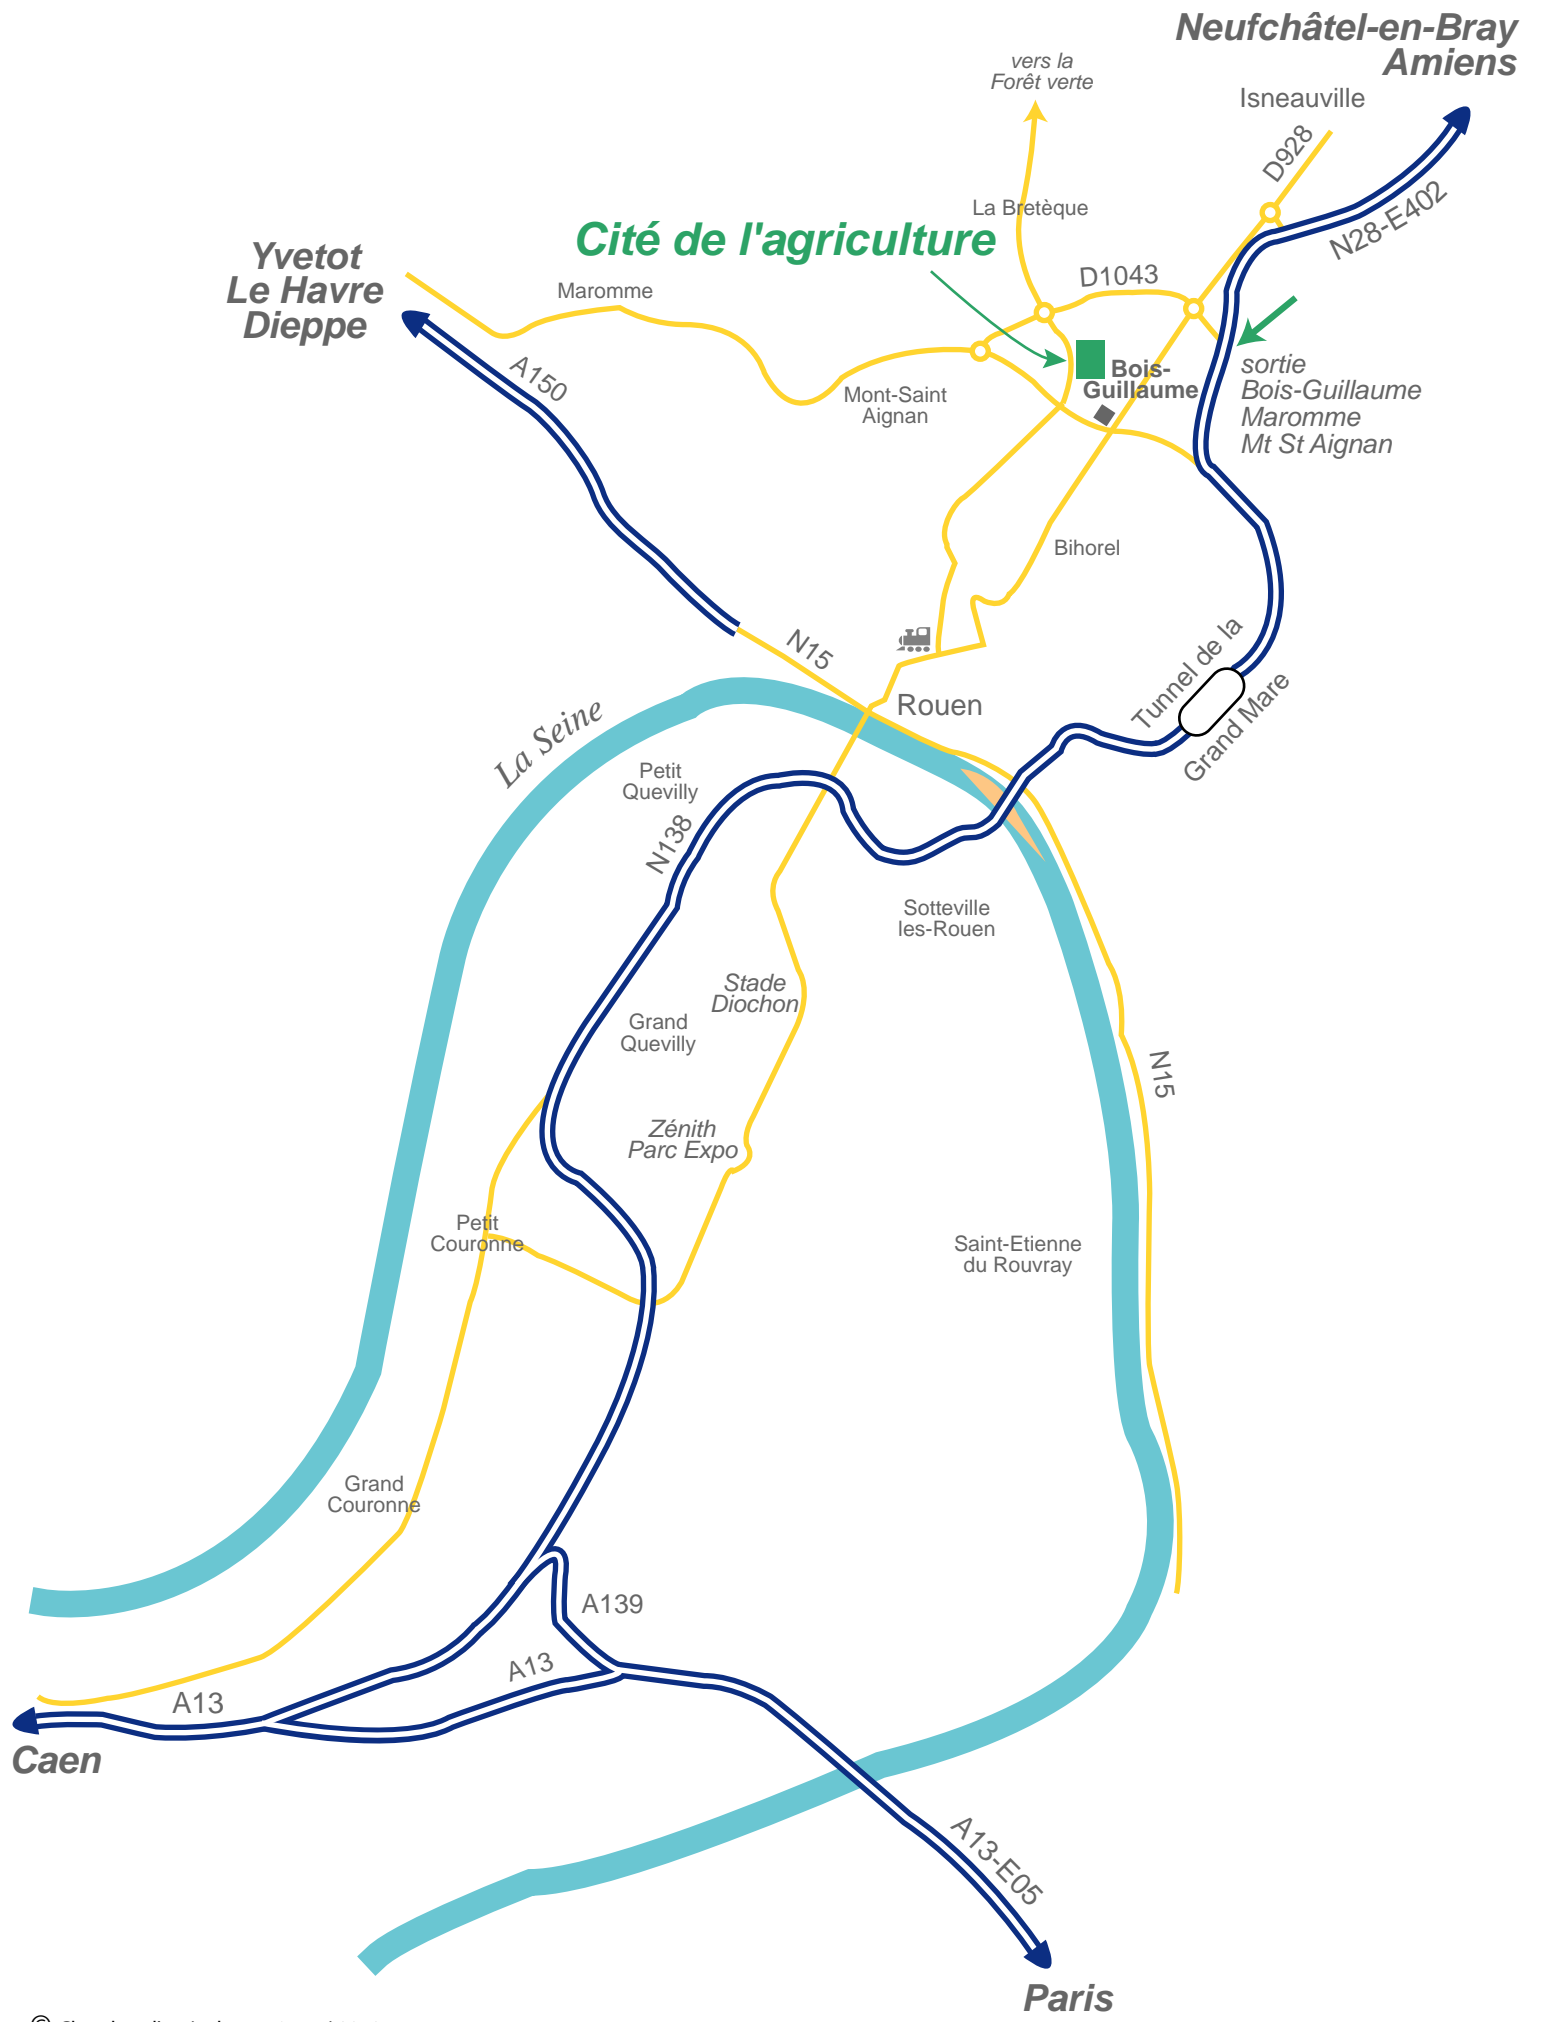 Neufchâtel-en-Bray
Amiens
vers la
Forêt verte
Isneauville
D928
N28-E402
La Bretèque
Cité de l'agriculture
Yvetot
Le Havre
Dieppe
D1043
Maromme
A150
sortie
Bois-Guillaume
Maromme
Mt St Aignan
Bois-
Guillaume
Mont-Saint
Aignan
Bihorel
N15
Tunnel de la
Grand Mare
Rouen
La Seine
Petit
Quevilly
N138
Sotteville
les-Rouen
Stade
Diochon
Grand
Quevilly
N15
Zénith
Parc Expo
Petit
Couronne
Saint-Etienne
du Rouvray
Grand
Couronne
A139
A13
A13
Caen
A13-E05
Paris
©